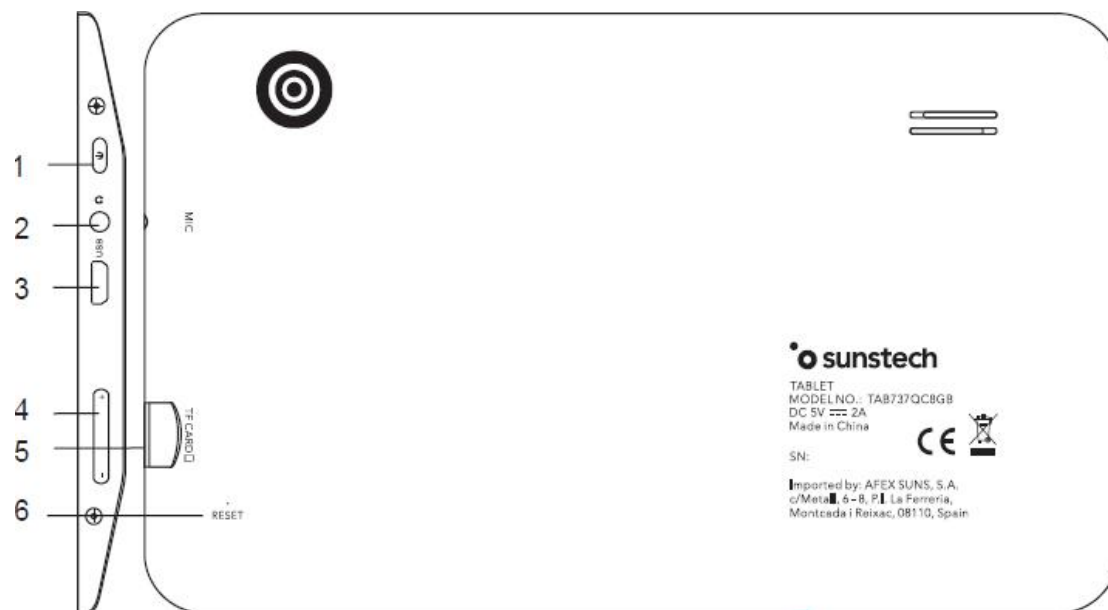 1
2
3
4
5
6
USB
+
-
MIC
TF CARD
RESET
sunstech
TABLET
MODEL NO.: TAB737QC8GB
DC 5V 2A
Made in China
CE
SN:
Imported by: AFEX SUNS, S.A.
c/Metall, 6-8, P.I. La Ferreria,
Montcada i Reixac, 08110, Spain